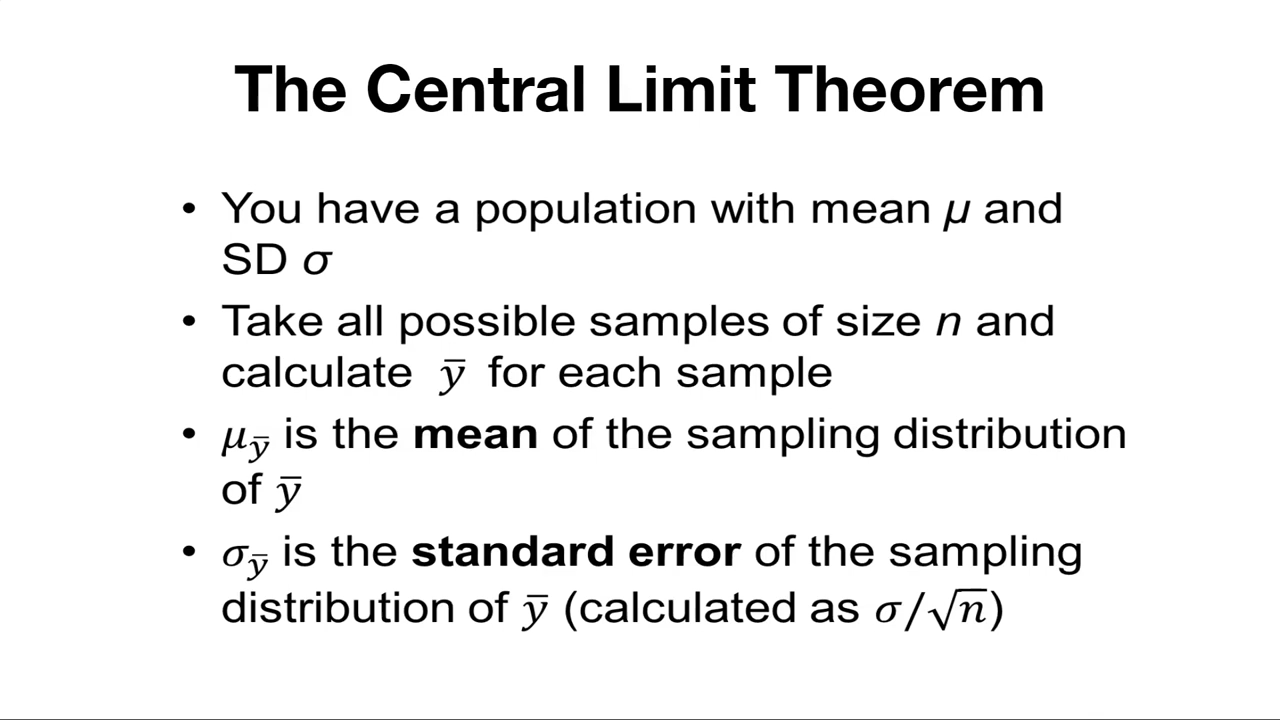 The Central Limit Theorem
• You have a population with mean μ and
SD σ
• Take all possible samples of size n and
calculate ȳ for each sample
• μ_ȳ is the mean of the sampling distribution
of ȳ
• σ_ȳ is the standard error of the sampling
distribution of ȳ (calculated as σ/√n)